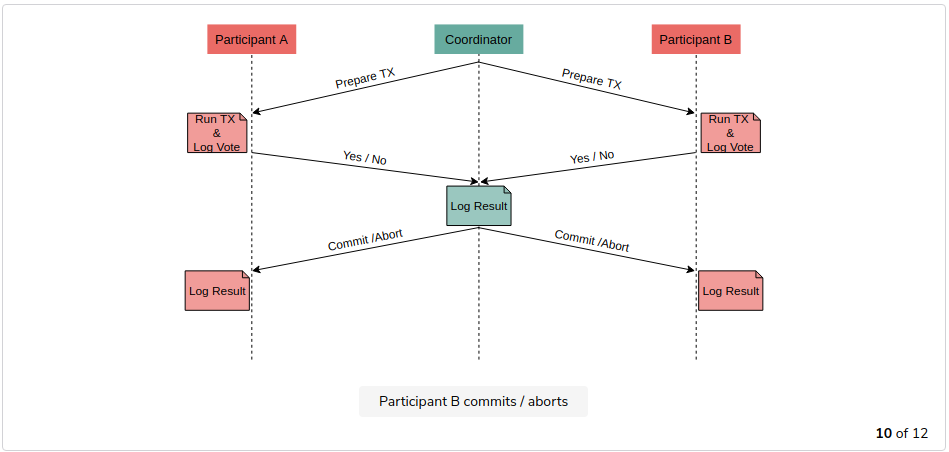 Participant A
Coordinator
Participant B
Prepare TX
Prepare TX
Run TX
&
Log Vote
Run TX
&
Log Vote
Yes / No
Yes / No
Log Result
Commit /Abort
Commit /Abort
Log Result
Log Result
Participant B commits / aborts
10 of 12